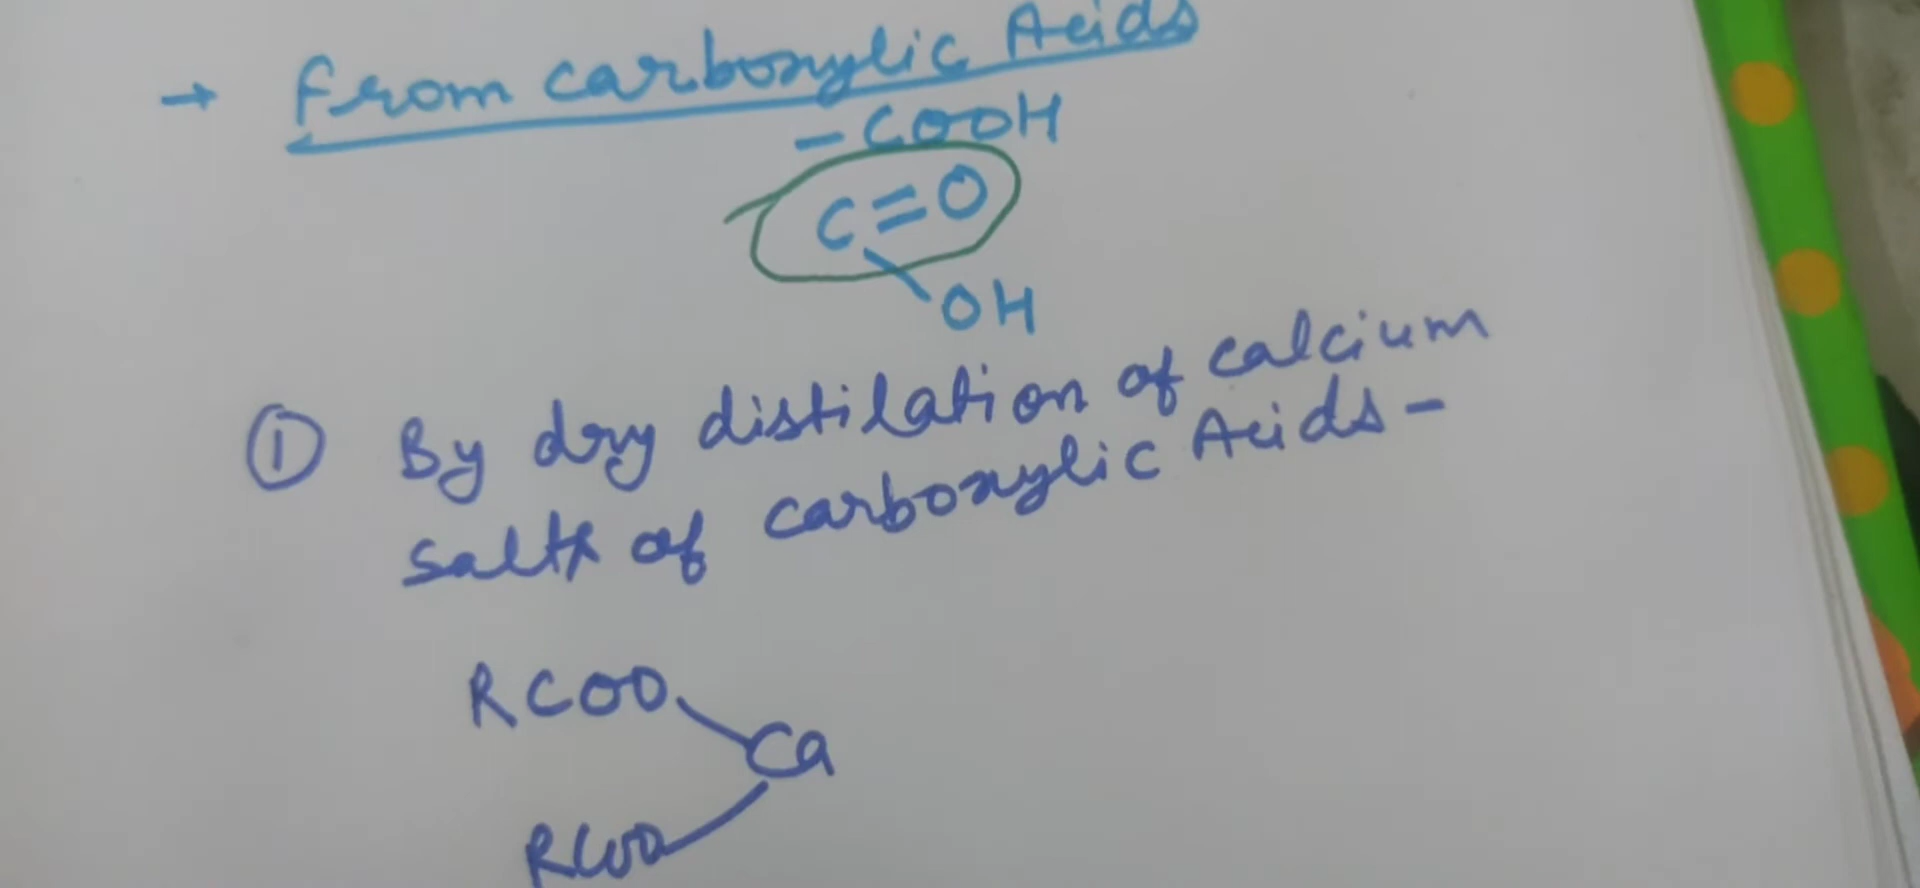 → From carboxylic Acids
- COOH
C=O
OH
① By dry distilation of calcium
salts of carboxylic Acids -
RCOO
Ca
RCOO